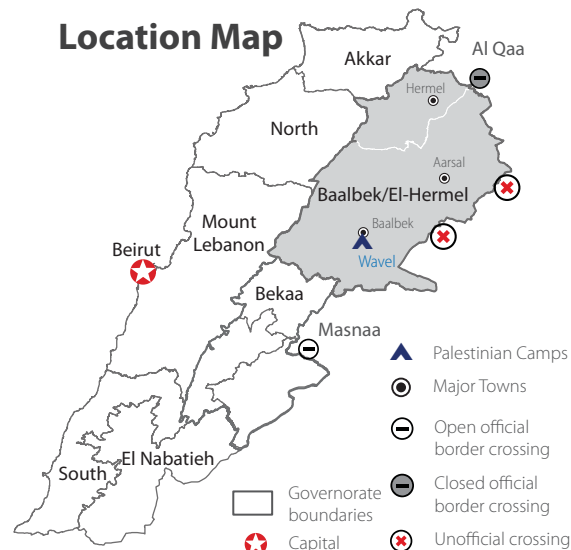 Location Map
Al Qaa
Akkar
Hermel
North
Aarsal
Baalbek/El-Hermel
Mount
Lebanon
Baalbek
Beirut
Wavel
Bekaa
Masnaa
Palestinian Camps
Major Towns
Open official
border crossing
South
El Nabatieh
Closed official
border crossing
Governorate
boundaries
Capital
Unofficial crossing